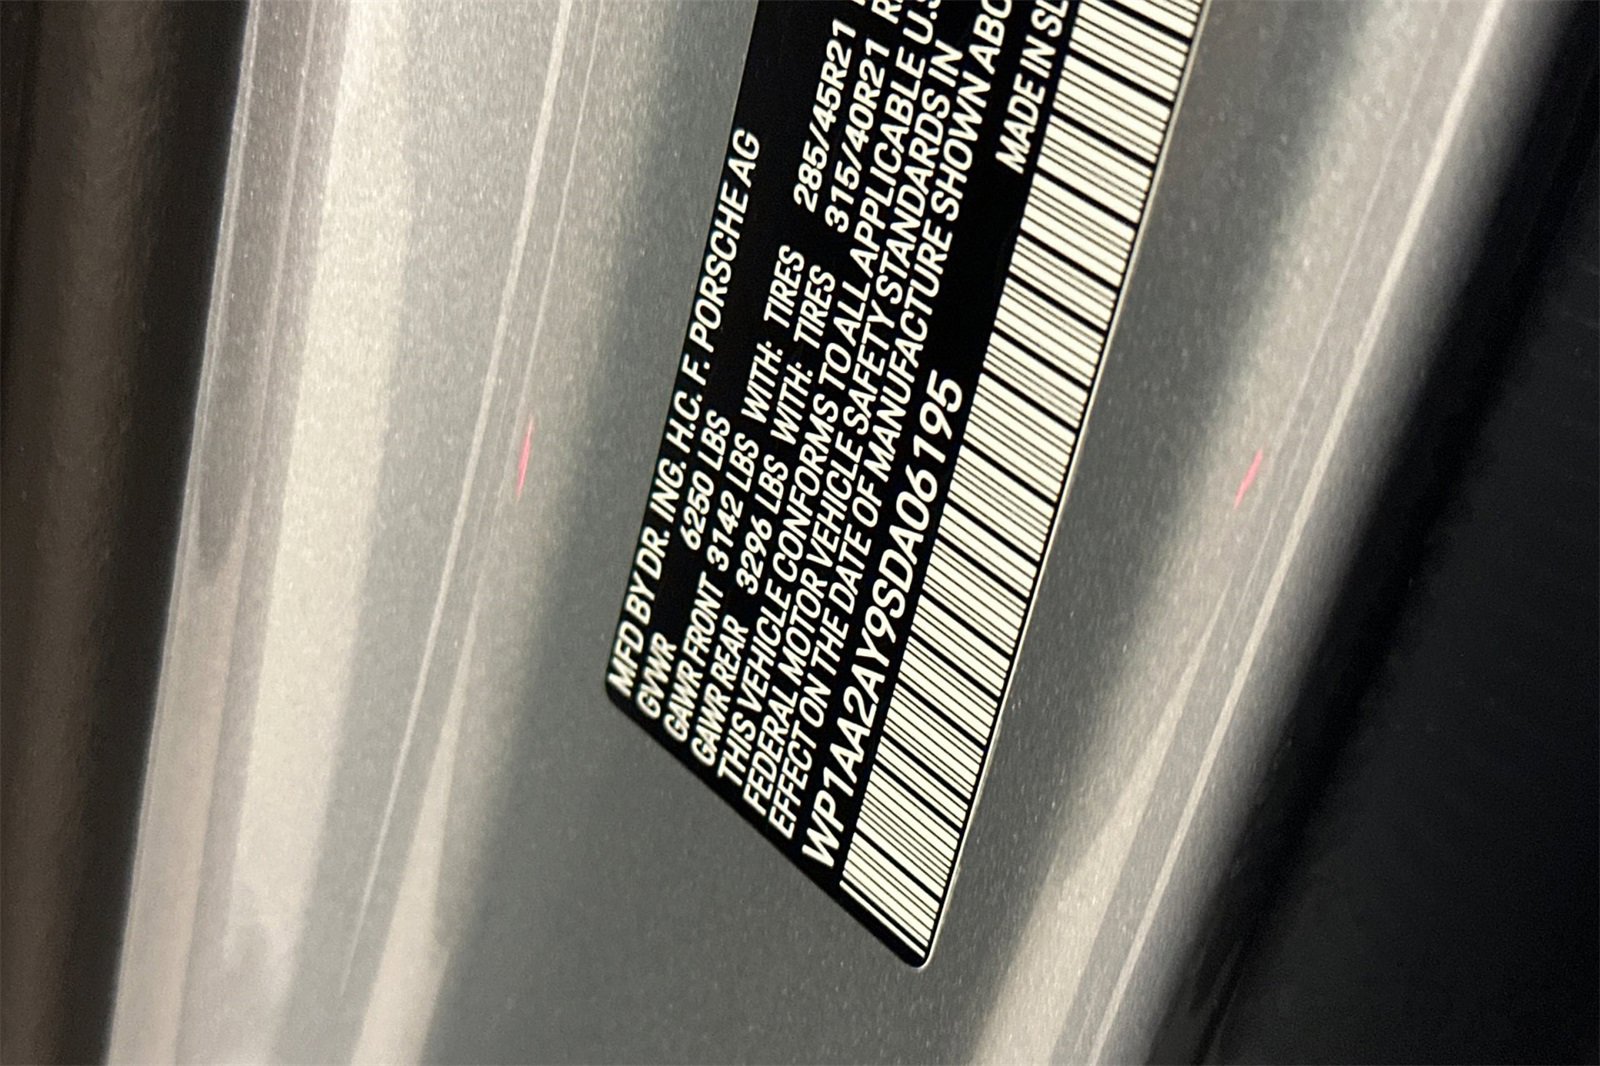 MFD BY DR. ING. H.C. F. PORSCHE AG
GVWR 6250 LBS
GAWR FRONT 3142 LBS WITH: TIRES 285/45R21
GAWR REAR 3296 LBS WITH: TIRES 315/40R21
THIS VEHICLE CONFORMS TO ALL APPLICABLE U.S
FEDERAL MOTOR VEHICLE SAFETY STANDARDS IN
EFFECT ON THE DATE OF MANUFACTURE SHOWN
WP1AA2AY9SDA06195
MADE IN